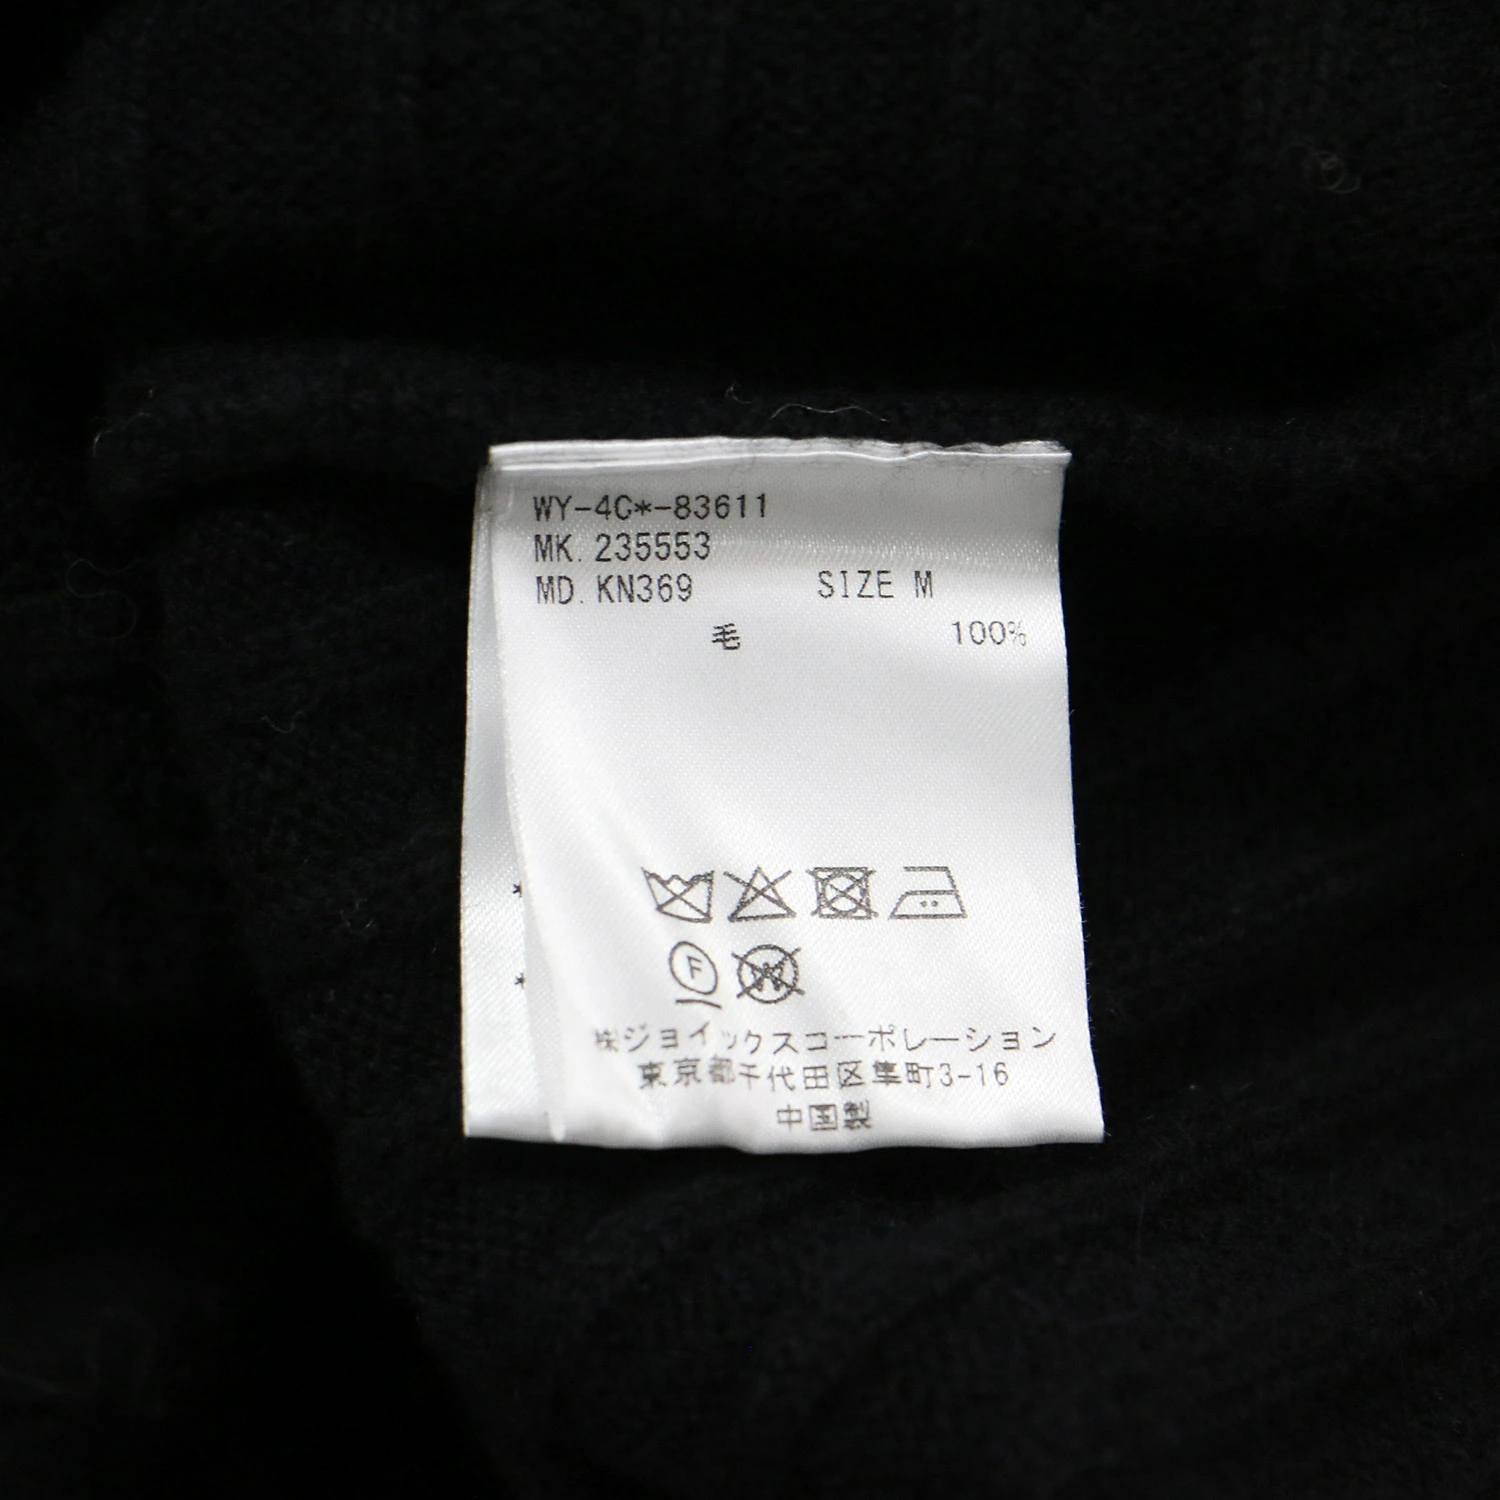 WY-4C*-83611
MK. 235553
MD. KN369 SIZE M
毛 100%
F
W
㈱ジョイックスコーポレーション
東京都千代田区隼町3-16
中国製